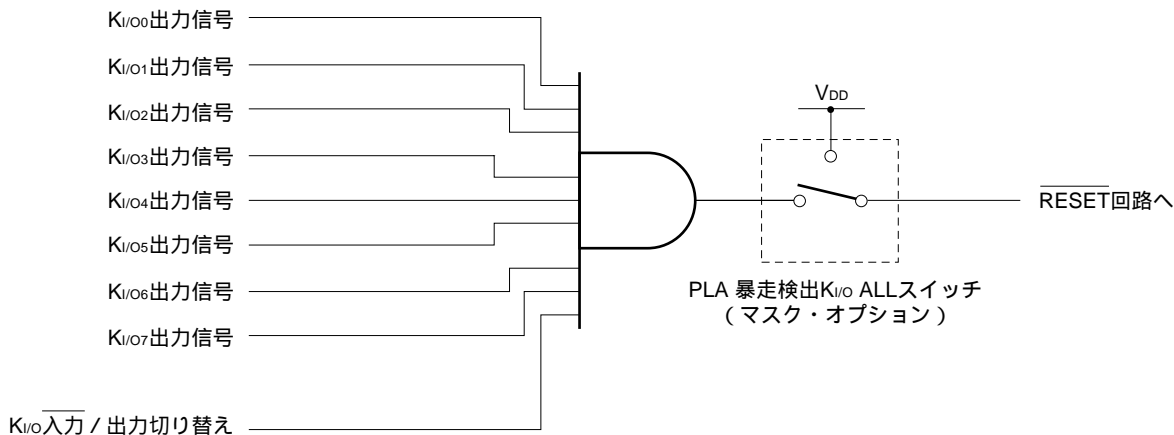 KI/O0出力信号
KI/O1出力信号
KI/O2出力信号
KI/O3出力信号
KI/O4出力信号
KI/O5出力信号
KI/O6出力信号
KI/O7出力信号
KI/O入力 / 出力切り替え
VDD
RESET回路へ
PLA 暴走検出KI/O ALLスイッチ
（マスク・オプション）